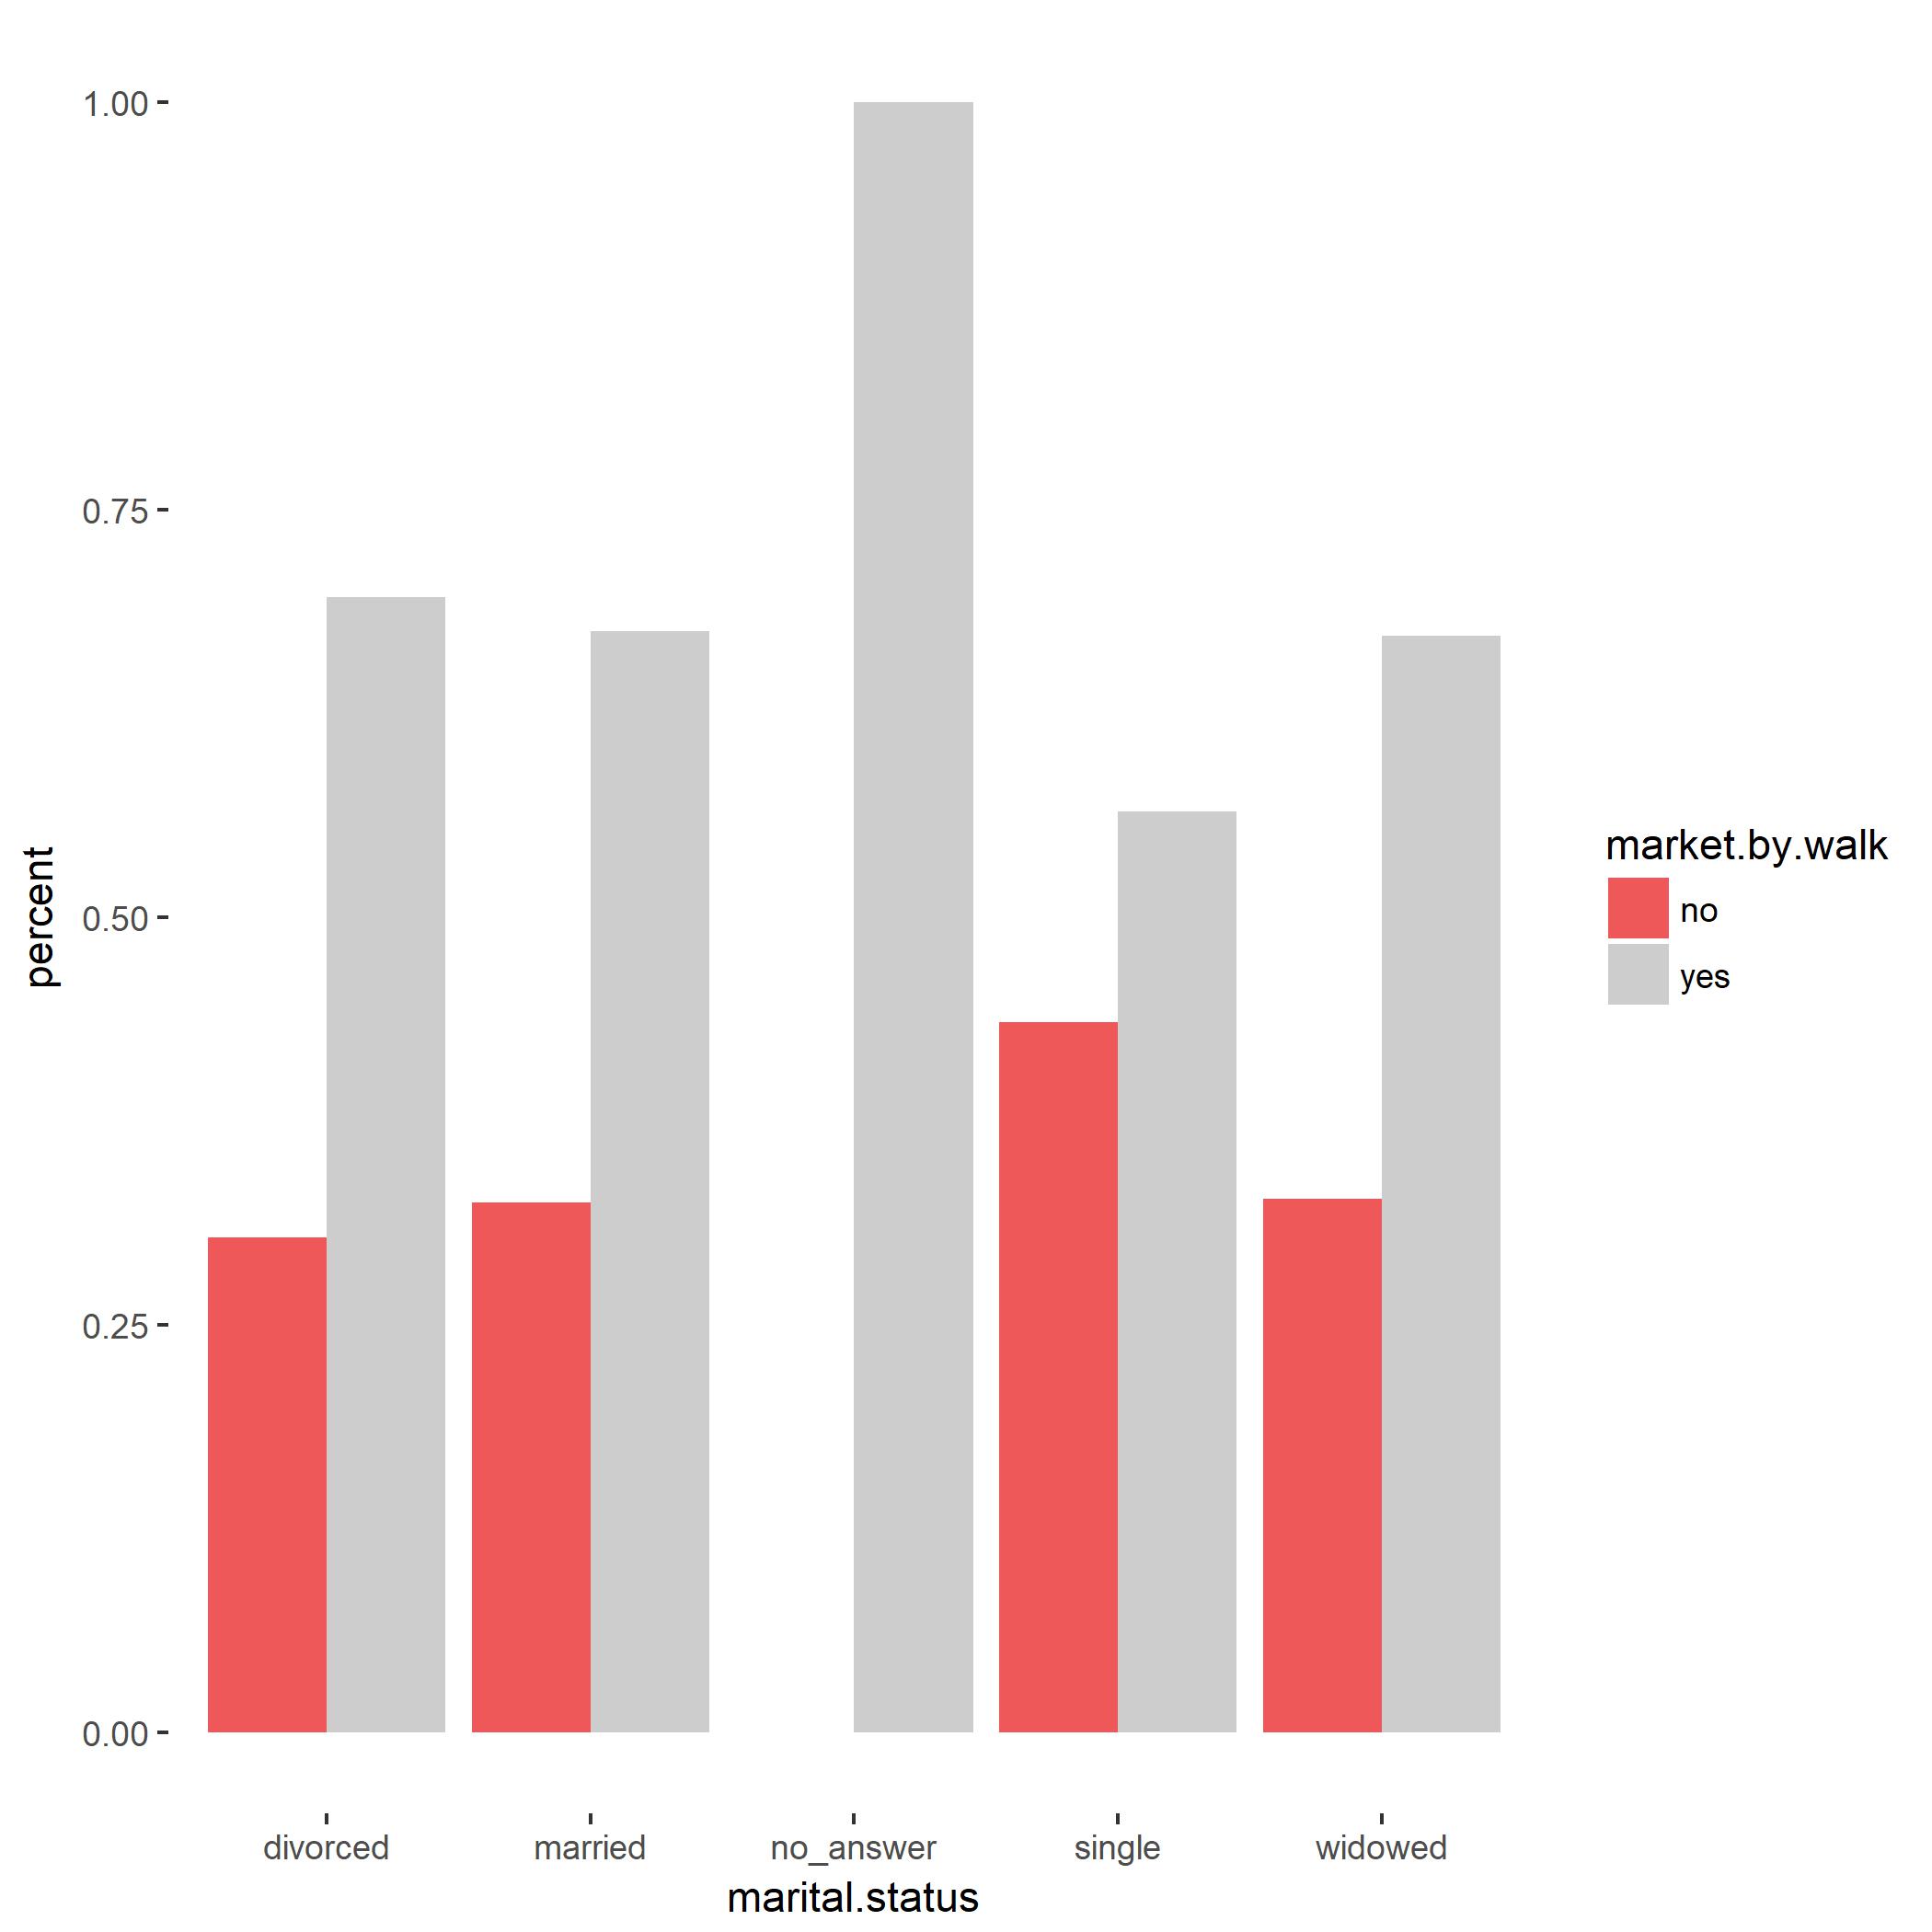 1.00
0.75
0.50
0.25
0.00
percent
divorced married no_answer single widowed
marital.status
market.by.walk
no
yes